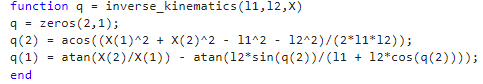 function q = inverse_kinematics(l1,l2,X)
q = zeros(2,1);
q(2) = acos((X(1)^2 + X(2)^2 - l1^2 - l2^2)/(2*l1*l2));
q(1) = atan(X(2)/X(1)) - atan(l2*sin(q(2))/(l1 + l2*cos(q(2))));
end